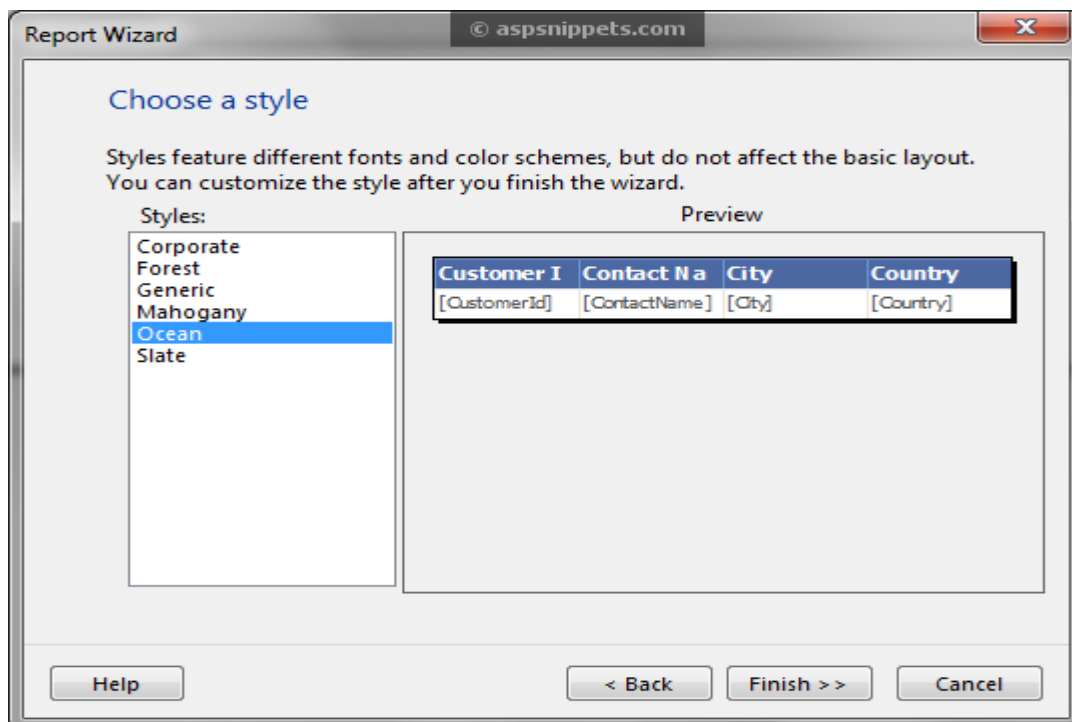 Report Wizard
© aspsnippets.com
X
Choose a style
Styles feature different fonts and color schemes, but do not affect the basic layout.
You can customize the style after you finish the wizard.
Styles:
Preview
Corporate
Forest
Generic
Mahogany
Ocean
Slate
Customer I Contact Na City Country
[CustomerId] [ContactName] [City] [Country]
Help
< Back
Finish >>
Cancel